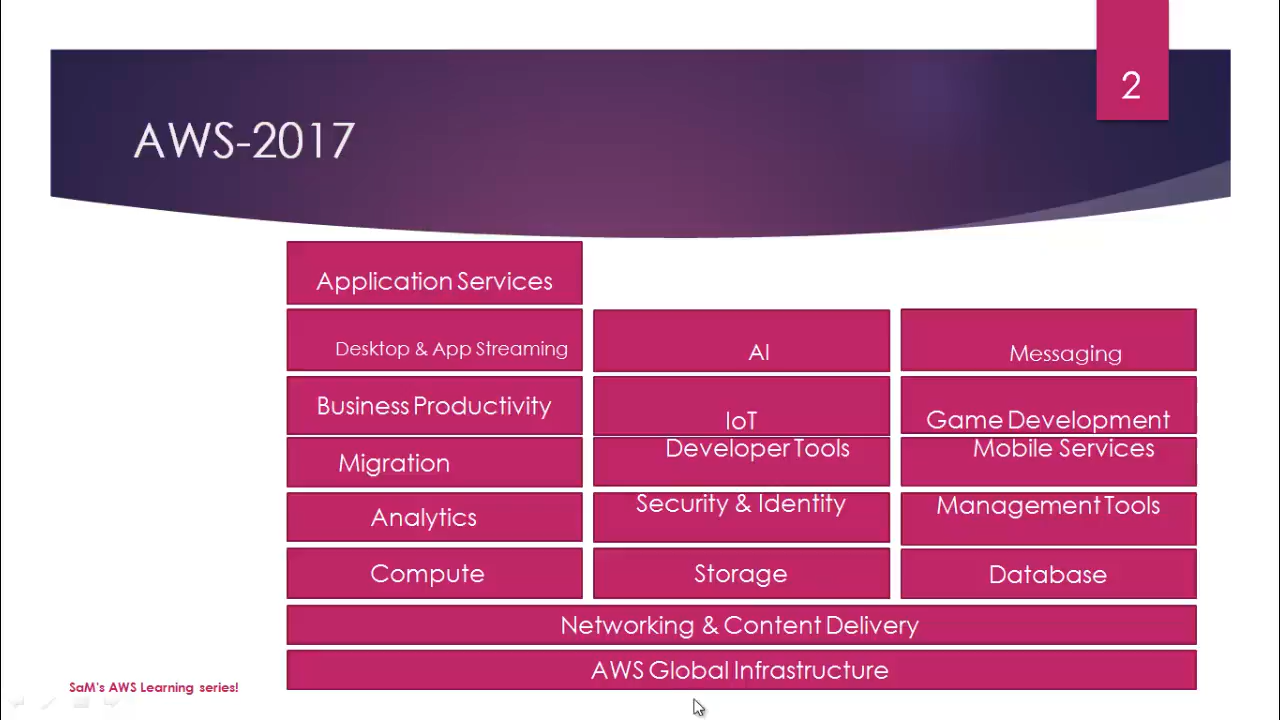 2
AWS-2017
Application Services
Desktop & App Streaming
AI
Messaging
Business Productivity
IoT
Game Development
Migration
Developer Tools
Mobile Services
Analytics
Security & Identity
Management Tools
Compute
Storage
Database
Networking & Content Delivery
AWS Global Infrastructure
SaM's AWS Learning series!